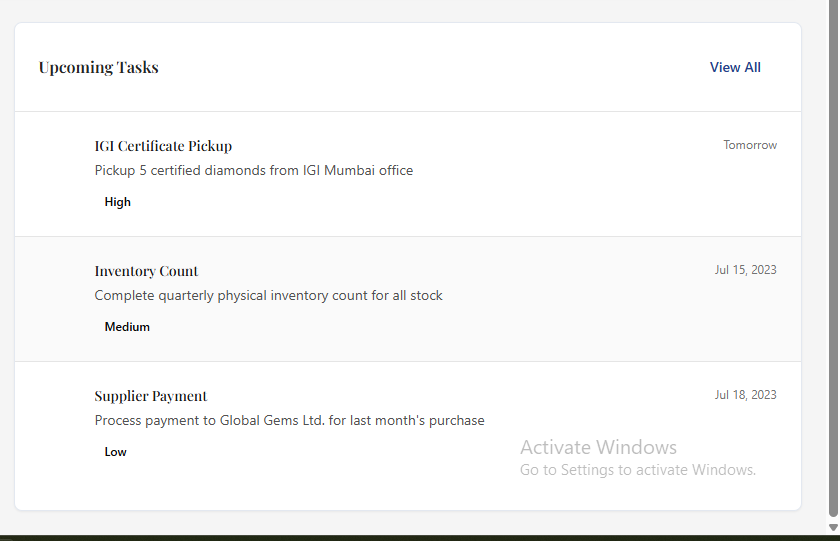 Upcoming Tasks
View All
IGI Certificate Pickup
Tomorrow
Pickup 5 certified diamonds from IGI Mumbai office
High
Inventory Count
Jul 15, 2023
Complete quarterly physical inventory count for all stock
Medium
Supplier Payment
Jul 18, 2023
Process payment to Global Gems Ltd. for last month's purchase
Low
Activate Windows
Go to Settings to activate Windows.